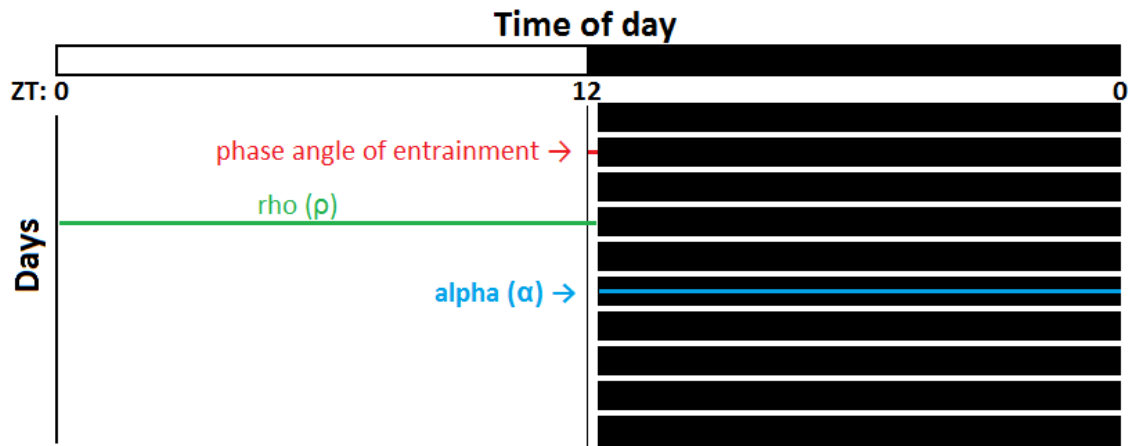 Time of day
ZT: 0 12 0
phase angle of entrainment →
rho (ρ)
alpha (α) →
Days